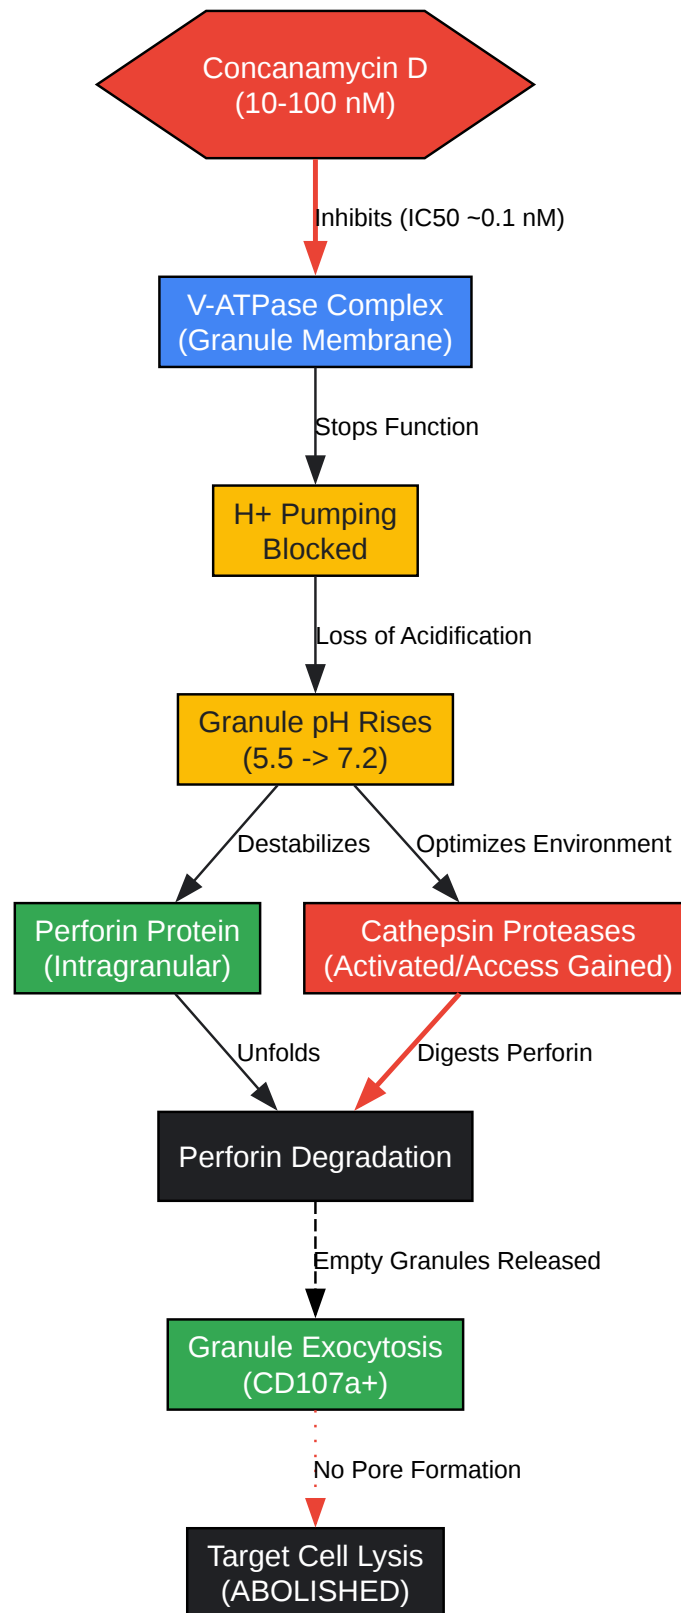 Concanamycin D
(10-100 nM)
Inhibits (IC50 ~0.1 nM)
V-ATPase Complex
(Granule Membrane)
Stops Function
H+ Pumping
Blocked
Loss of Acidification
Granule pH Rises
(5.5 -> 7.2)
Destabilizes
Optimizes Environment
Perforin Protein
(Intragranular)
Cathepsin Proteases
(Activated/Access Gained)
Unfolds
Digests Perforin
Perforin Degradation
Empty Granules Released
Granule Exocytosis
(CD107a+)
No Pore Formation
Target Cell Lysis
(ABOLISHED)